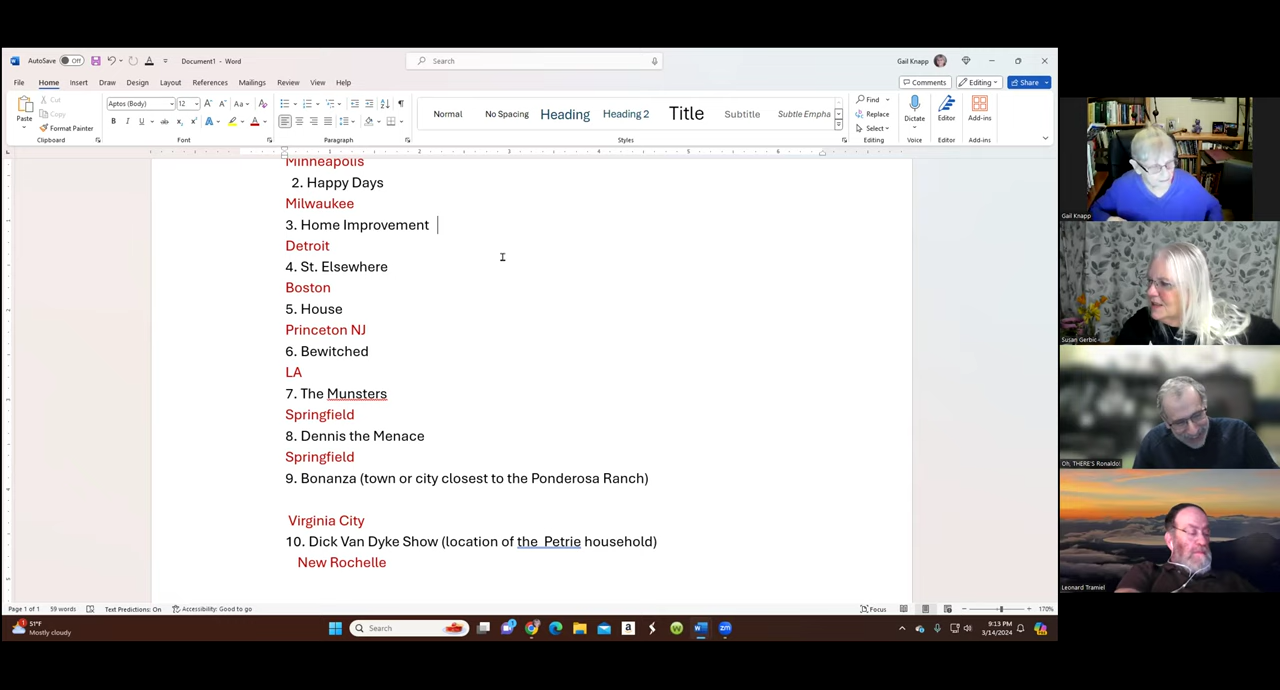 AutoSave Off Document1 - Word Search Gail Knapp
File Home Insert Draw Design Layout References Mailings Review View Help Comments Editing Share
Paste Cut Copy Format Painter
Aptos (Body) 12
Normal No Spacing Heading Heading 2 Title Subtitle Subtle Empha
Find Replace Select Dictate Editor Add-ins
Clipboard Font Paragraph Styles Editing Voice Editor Add-ins
Minneapolis
2. Happy Days
Milwaukee
3. Home Improvement
Detroit
4. St. Elsewhere
Boston
5. House
Princeton NJ
6. Bewitched
LA
7. The Munsters
Springfield
8. Dennis the Menace
Springfield
9. Bonanza (town or city closest to the Ponderosa Ranch)
Virginia City
10. Dick Van Dyke Show (location of the Petrie household)
New Rochelle
Page 1 of 1 59 words Text Predictions: On Accessibility: Good to go Focus 170%
51°F
Mostly cloudy
Search
9:13 PM
3/14/2024
Gail Knapp
Susan Gerbic
Oh, THERE'S Ronaldo!
Leonard Tramiel